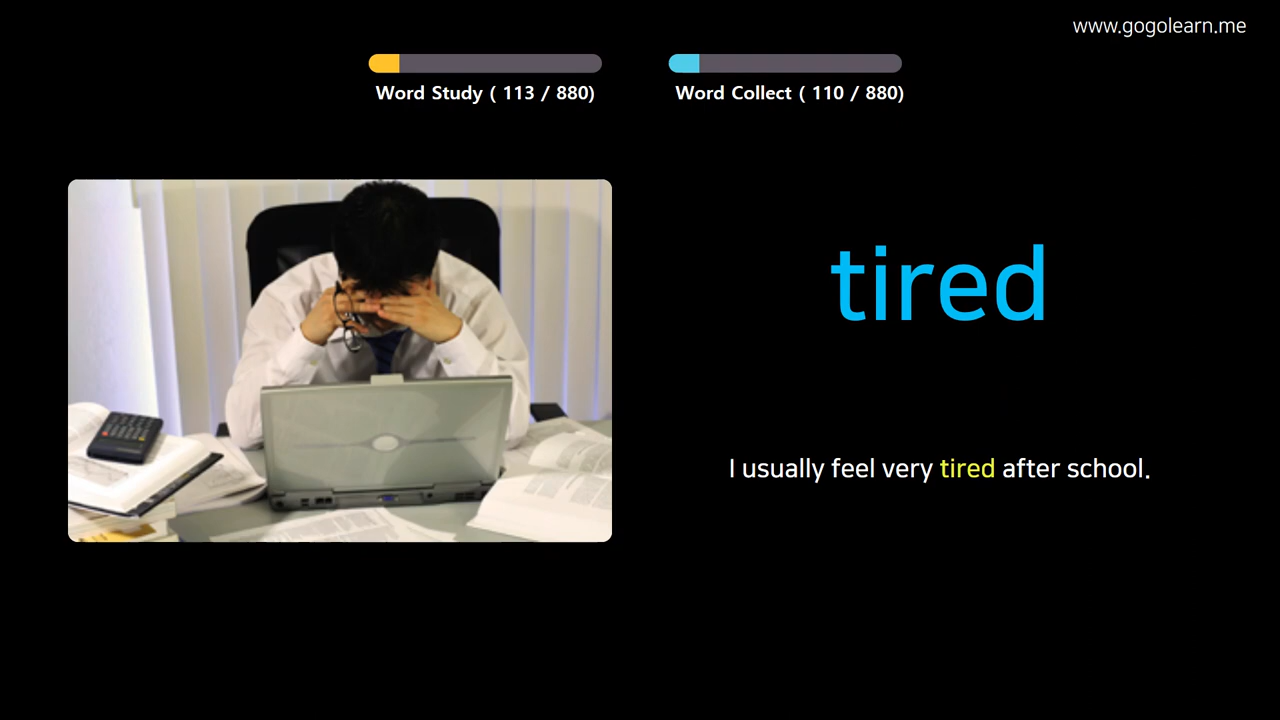 www.gogolearn.me
Word Study ( 113 / 880)
Word Collect ( 110 / 880)
tired
I usually feel very tired after school.